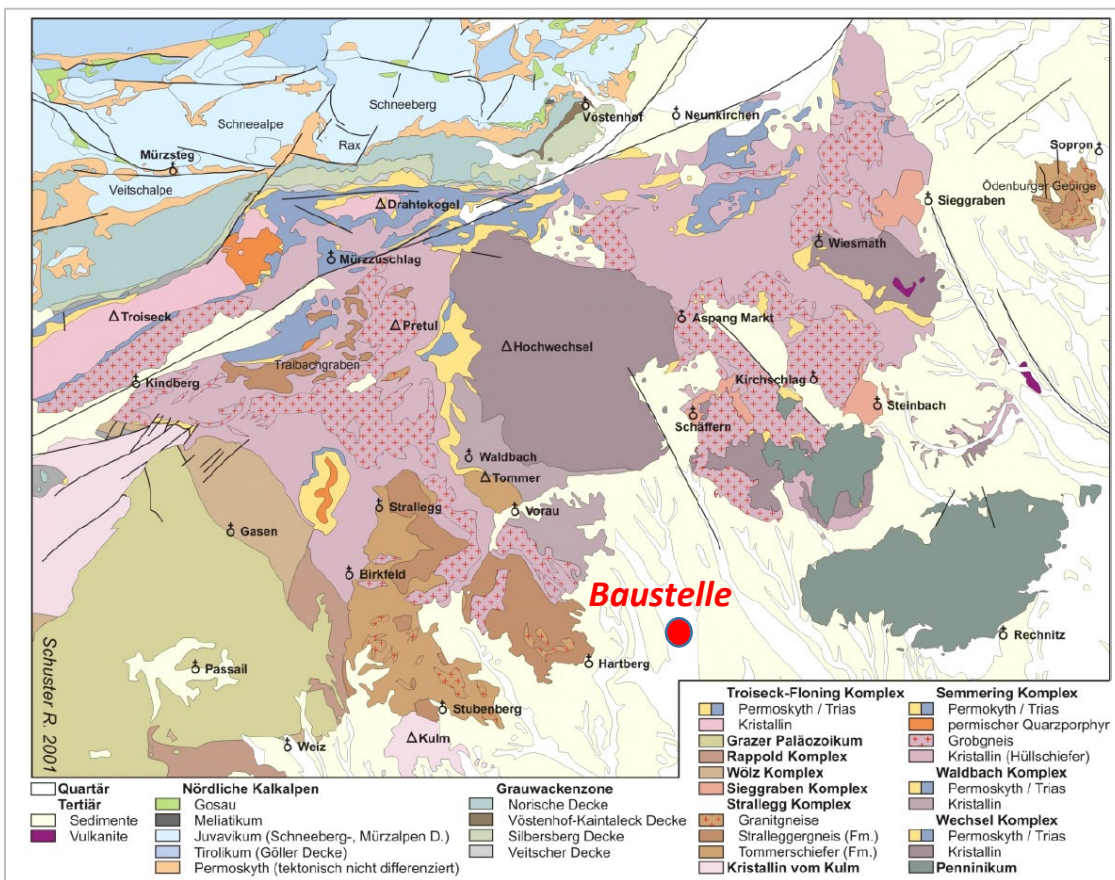 Schneeberg
Schneealpe
Rax
Mürzsteg
Veitschalpe
Vöstenhof
Neunkirchen
Sopron
Ödenburger Gebirge
Sieggraben
Drahtekogel
Wiesmath
Mürzzuschlag
Troiseck
Pretul
Aspang Markt
Hochwechsel
Traibachgraben
Kindberg
Kirchschlag
Steinbach
Schäffern
Waldbach
Tommer
Strallegg
Vorau
Gasen
Birkfeld
Baustelle
Rechnitz
Hartberg
Passail
Stubenberg
Kulm
Weiz
Schuster R. 2001
Troiseck-Floning Komplex
Permoskyth / Trias
Kristallin
Grazer Paläozoikum
Rappold Komplex
Wölz Komplex
Sieggraben Komplex
Strallegg Komplex
Granitgneise
Stralleggergneis (Fm.)
Tommerschiefer (Fm.)
Kristallin vom Kulm
Semmering Komplex
Permokyth / Trias
permischer Quarzporphyr
Grobgneis
Kristallin (Hüllschiefer)
Waldbach Komplex
Permoskyth / Trias
Kristallin
Wechsel Komplex
Permoskyth / Trias
Kristallin
Penninikum
Quartär
Tertiär
Sedimente
Vulkanite
Nördliche Kalkalpen
Gosau
Meliatikum
Juvavikum (Schneeberg-, Mürzalpen D.)
Tirolikum (Göller Decke)
Permoskyth (tektonisch nicht differenziert)
Grauwackenzone
Norische Decke
Vöstenhof-Kaintaleck Decke
Silbersberg Decke
Veitscher Decke